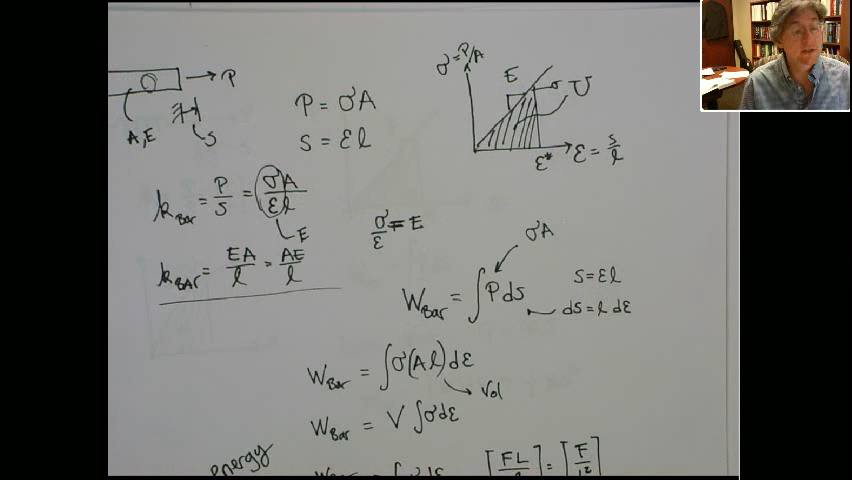 P
A, E
S
P = σA
S = εl
σ = P/A
E
σ
U
ε* ε = s/l
k_Bar = P/S = σA/εl
E
σ/ε = E
k_BAR = EA/l = AE/l
σA
W_Bar = ∫ P ds
S = εl
ds = l dε
W_Bar = ∫ σ(Al) dε
Vol
W_Bar = V ∫ σ dε
energy